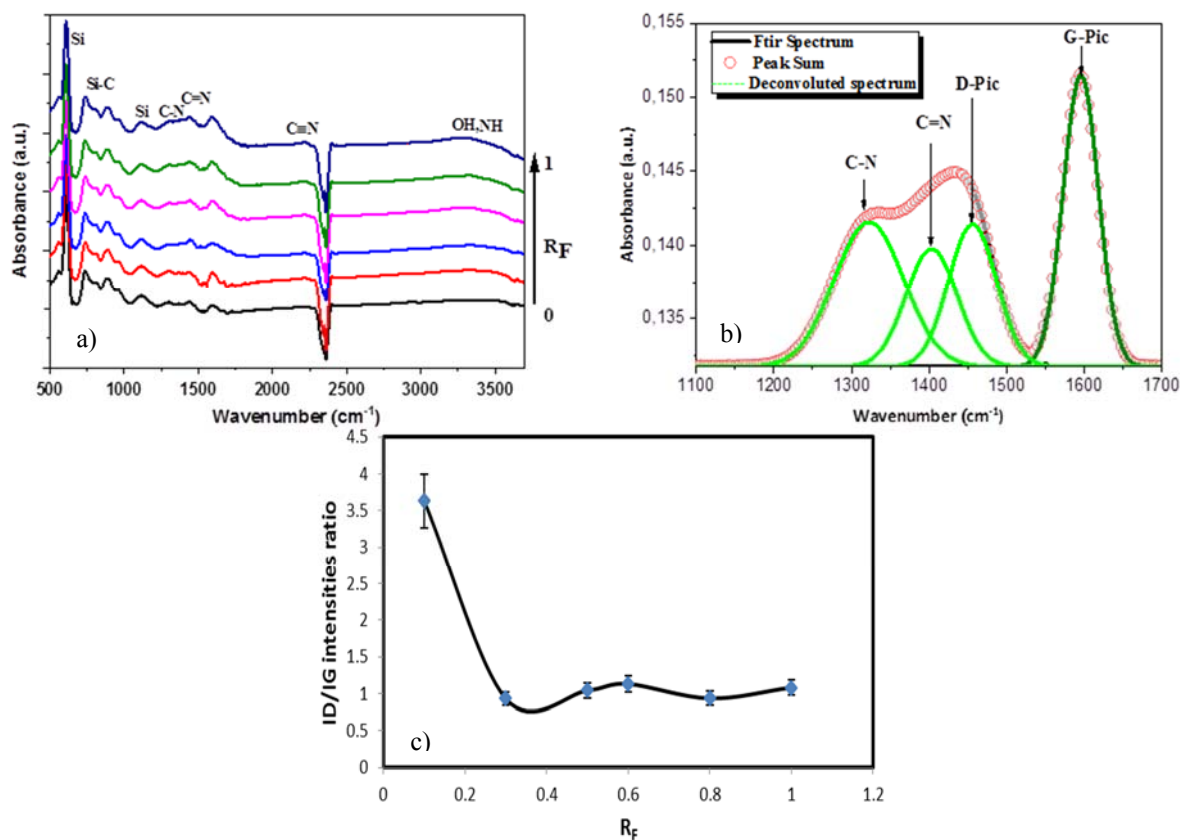 Si
Si-C
Si
C-N
C=N
C≡N
OH,NH
1
R_F
0
a)
Absorbance (a.u.)
500 1000 1500 2000 2500 3000 3500
Wavenumber (cm⁻¹)
0,155
0,150
0,145
0,140
0,135
Absorbance (a.u.)
Ftir Spectrum
Peak Sum
Deconvoluted spectrum
G-Pic
D-Pic
C=N
C-N
b)
1100 1200 1300 1400 1500 1600 1700
Wavenumber (cm⁻¹)
4.5
4
3.5
3
2.5
2
1.5
1
0.5
0
ID/IG intensities ratio
c)
0 0.2 0.4 0.6 0.8 1 1.2
R_F